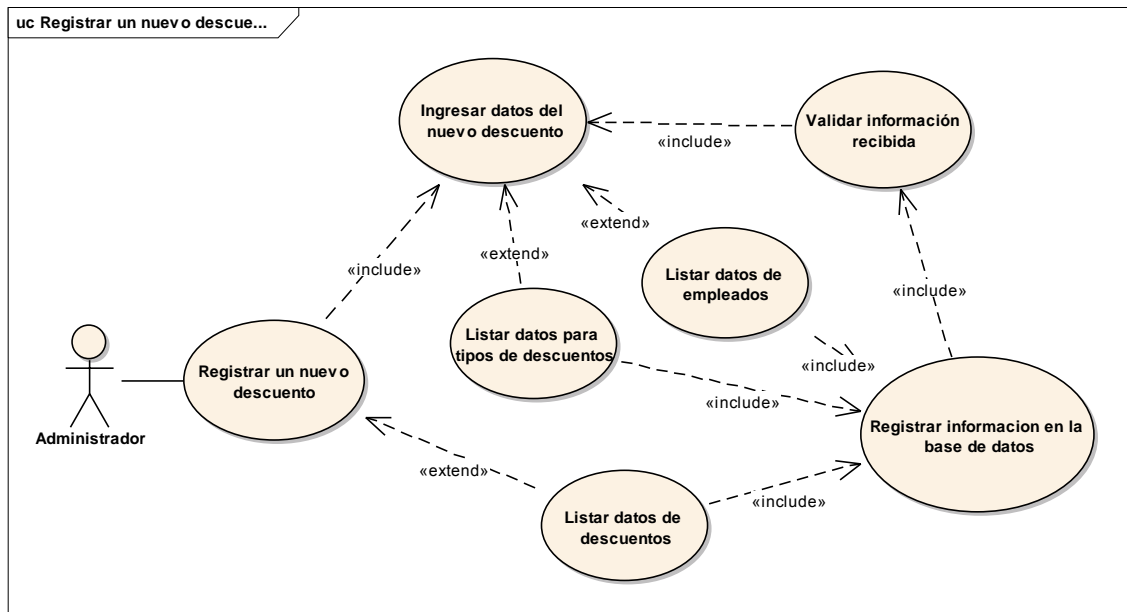 uc Registrar un nuevo descue...
Ingresar datos del
nuevo descuento
Validar información
recibida
«include»
«extend»
«extend»
«include»
Listar datos de
empleados
«include»
Listar datos para
tipos de descuentos
Registrar un nuevo
descuento
«include»
«include»
Administrador
Registrar informacion en la
base de datos
«extend»
«include»
Listar datos de
descuentos